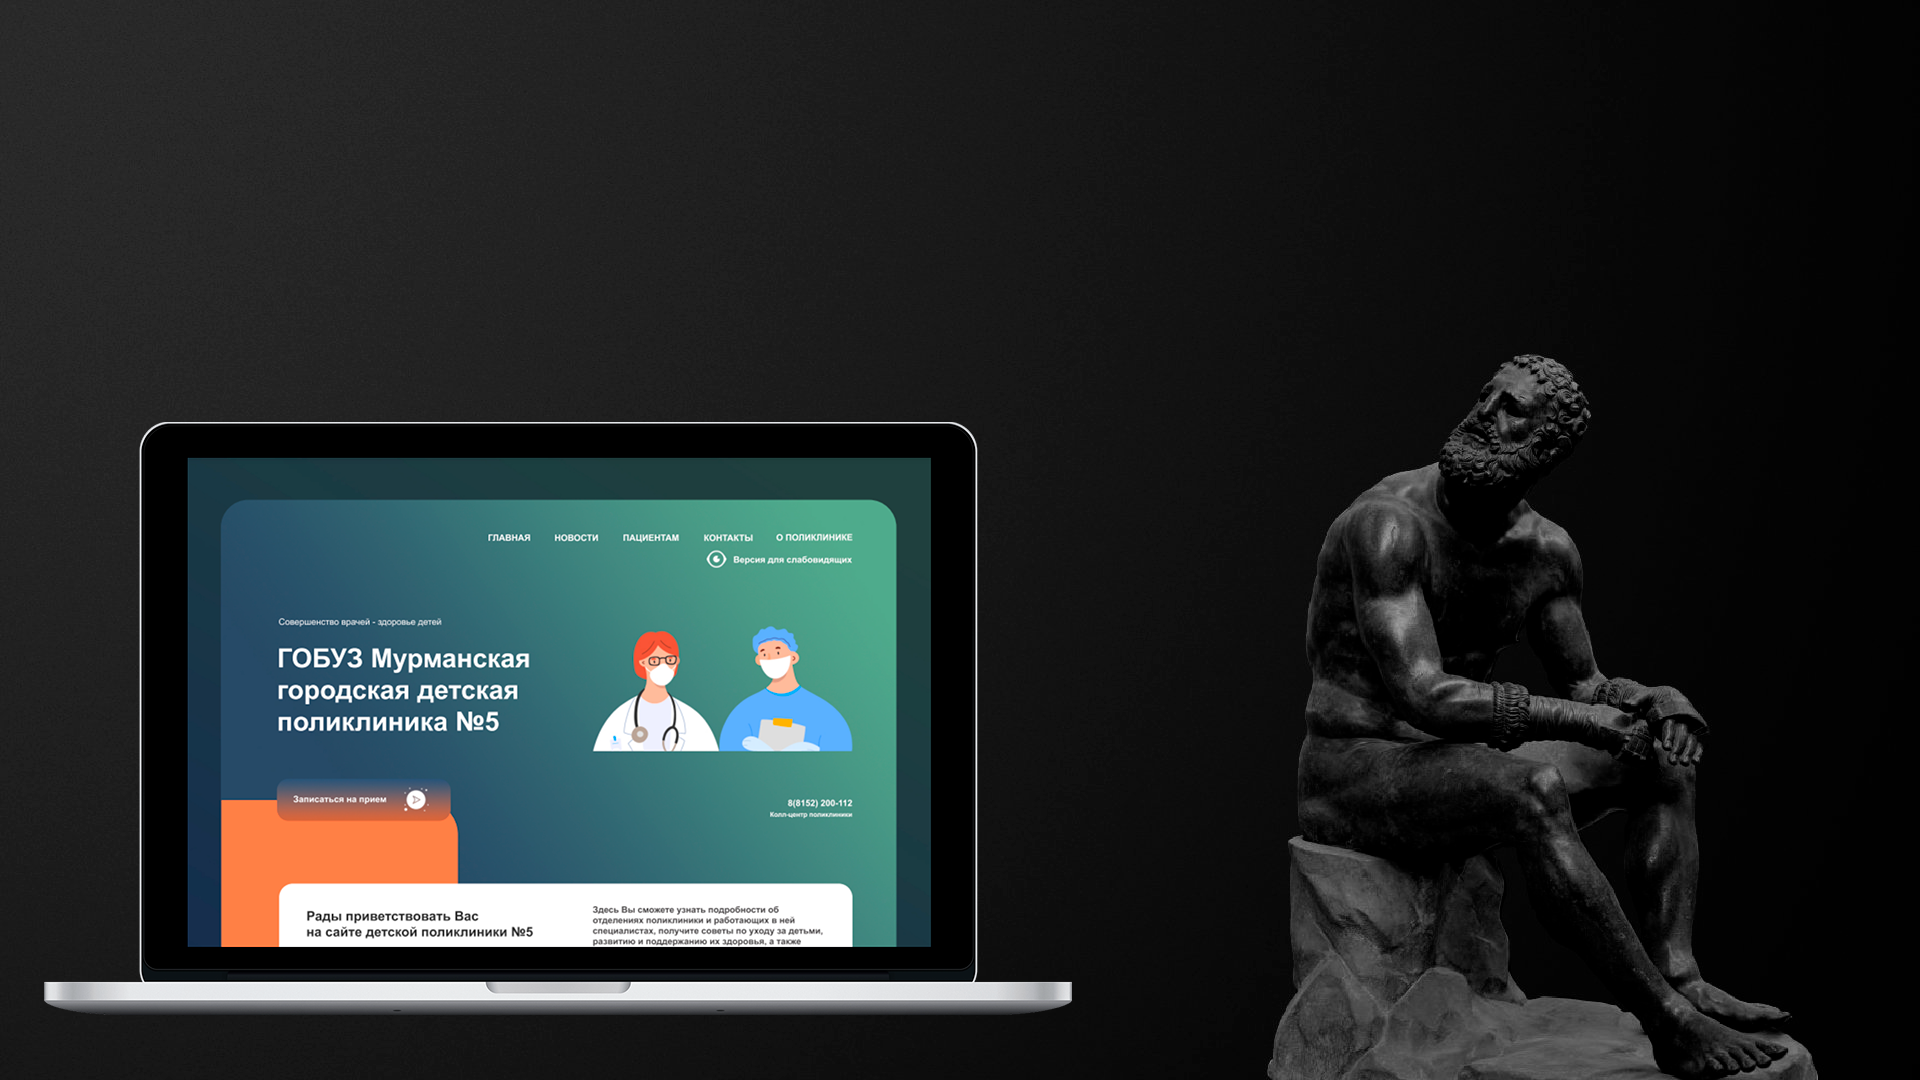 ГЛАВНАЯ НОВОСТИ ПАЦИЕНТАМ КОНТАКТЫ О ПОЛИКЛИНИКЕ
Версия для слабовидящих
Совершенство врачей - здоровье детей
ГОБУЗ Мурманская
городская детская
поликлиника №5
Записаться на прием
8(8152) 200-112
Колл-центр поликлиники
Рады приветствовать Вас
на сайте детской поликлиники №5
Здесь Вы сможете узнать подробности об
отделениях поликлиники и работающих в ней
специалистах, получите советы по уходу за детьми,
развитию и поддержанию их здоровья, а также